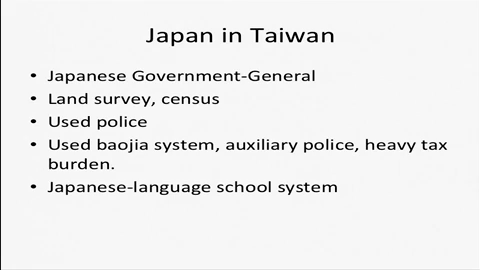 Japan in Taiwan
• Japanese Government-General
• Land survey, census
• Used police
• Used baojia system, auxiliary police, heavy tax
burden.
• Japanese-language school system